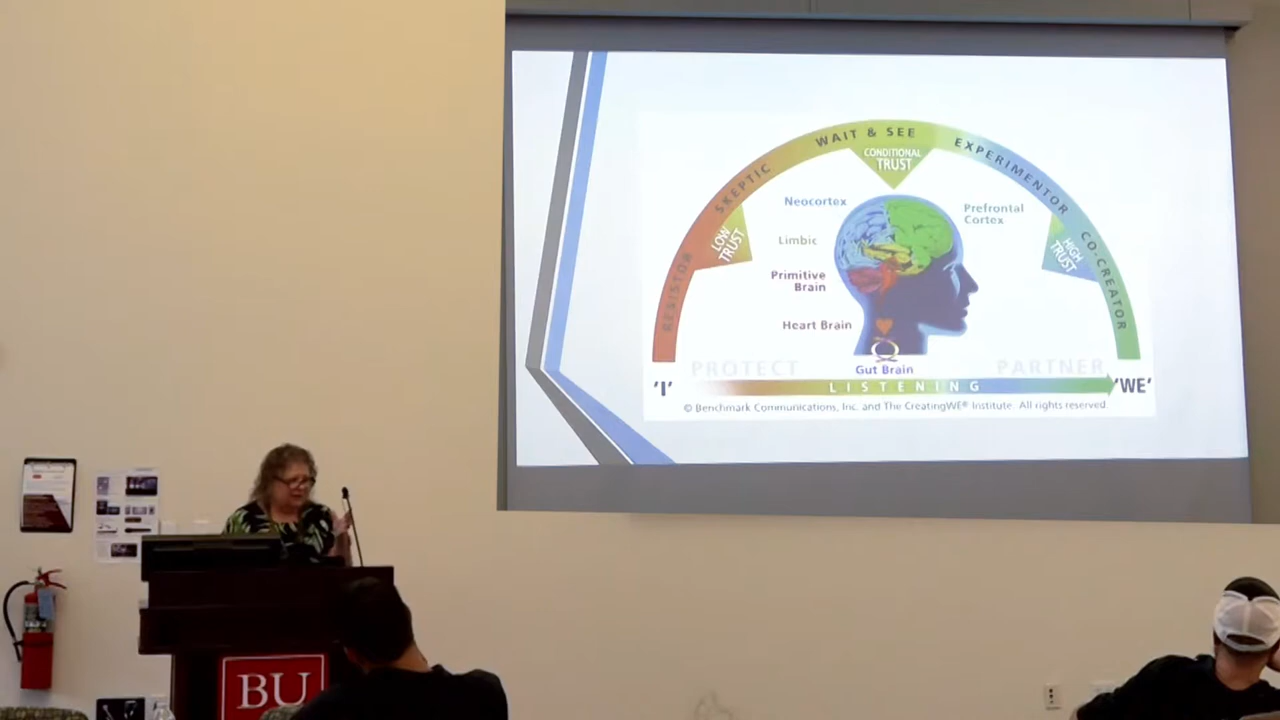 WAIT & SEE
SKEPTIC
EXPERIMENTOR
CONDITIONAL
TRUST
RESISTOR
LOW
TRUST
HIGH
TRUST
CO-CREATOR
Neocortex
Prefrontal
Cortex
Limbic
Primitive
Brain
Heart Brain
Gut Brain
PROTECT
PARTNER
'I'
LISTENING
'WE'
© Benchmark Communications, Inc. and The CreatingWE® Institute. All rights reserved.
BU